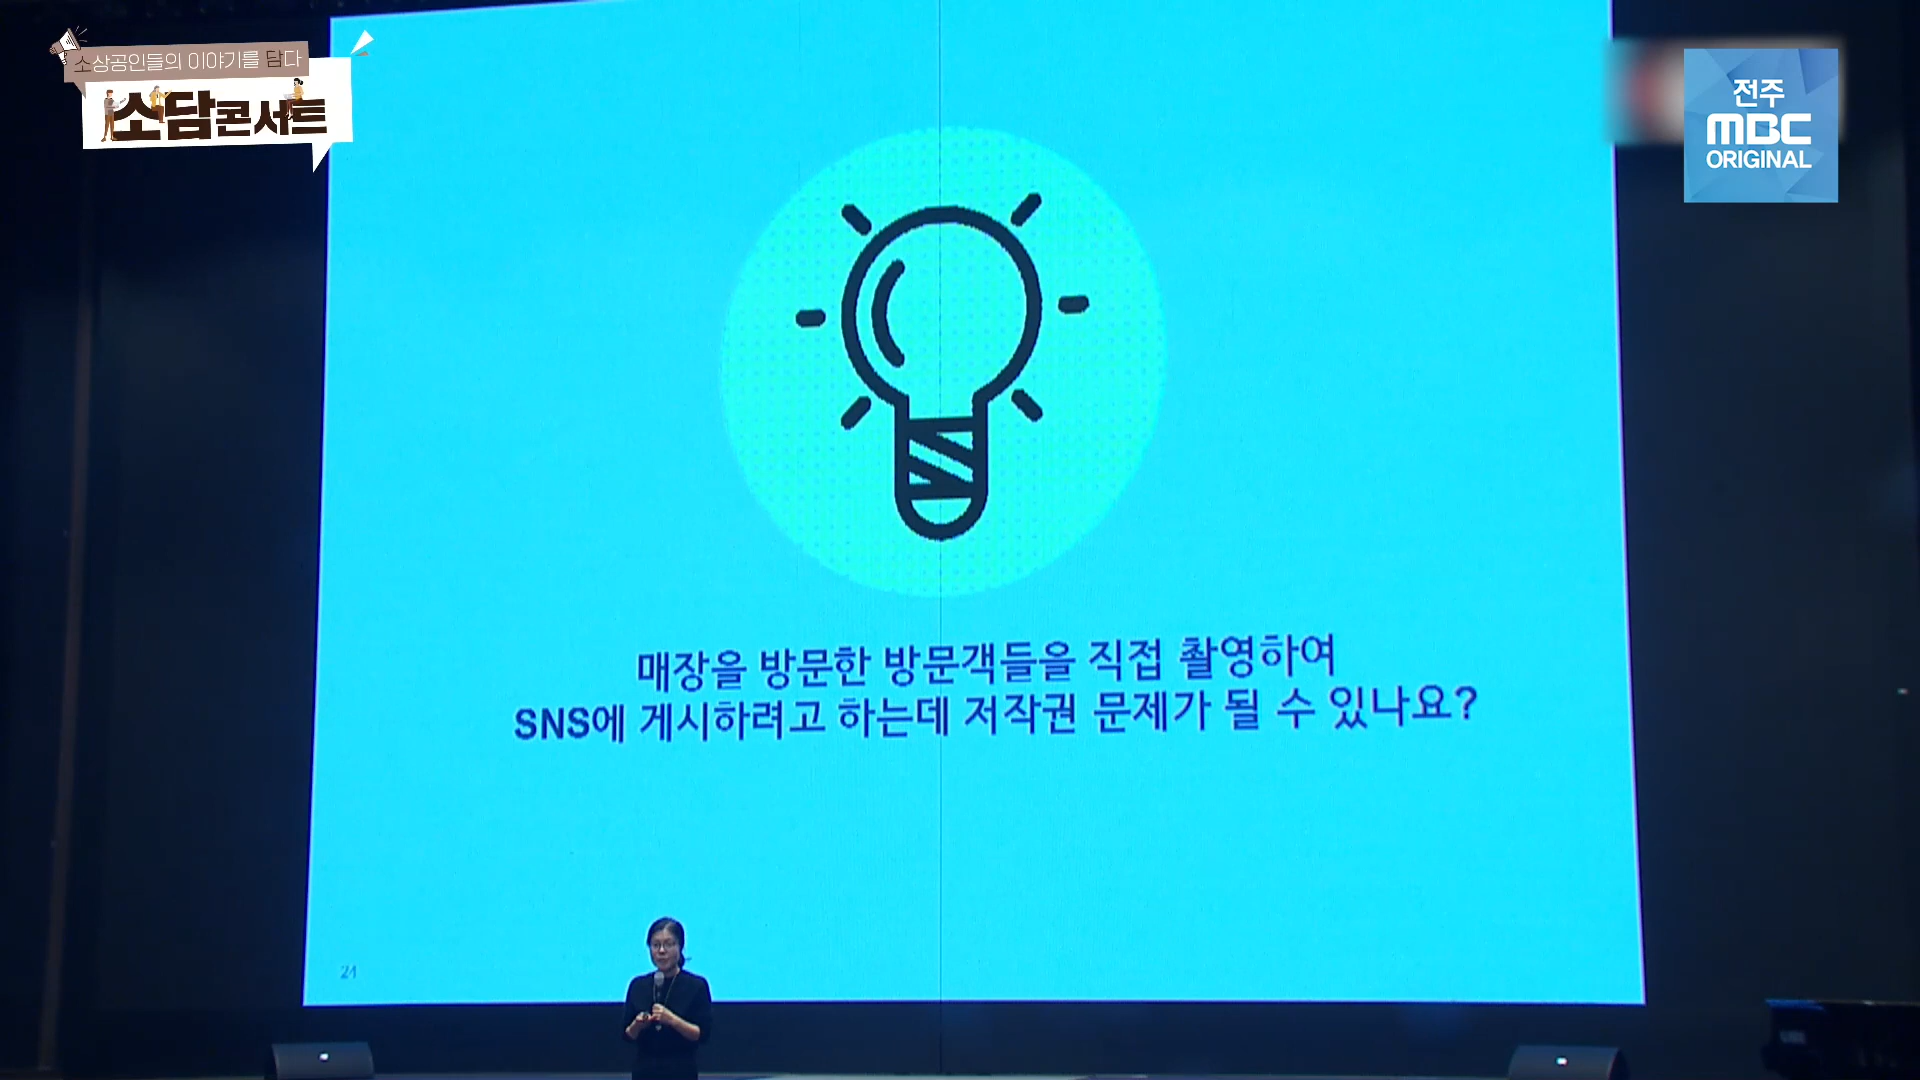 소상공인들의 이야기를 담다
소담콘서트
전주
MBC
ORIGINAL
매장을 방문한 방문객들을 직접 촬영하여
SNS에 게시하려고 하는데 저작권 문제가 될 수 있나요?
21